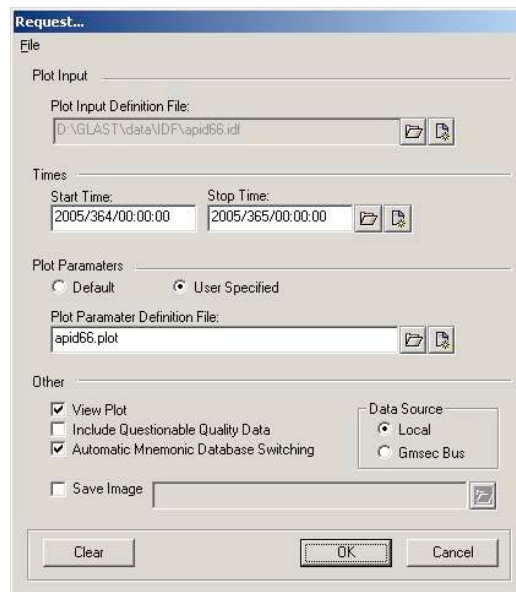 Request...
File
Plot Input
Plot Input Definition File:
D:\GLAST\data\IDF\apid66.idf
Times
Start Time: Stop Time:
2005/364/00:00:00 2005/365/00:00:00
Plot Paramaters
Default User Specified
Plot Paramater Definition File:
apid66.plot
Other
View Plot
Include Questionable Quality Data
Automatic Mnemonic Database Switching
Data Source
Local
Gmsec Bus
Save Image
Clear OK Cancel